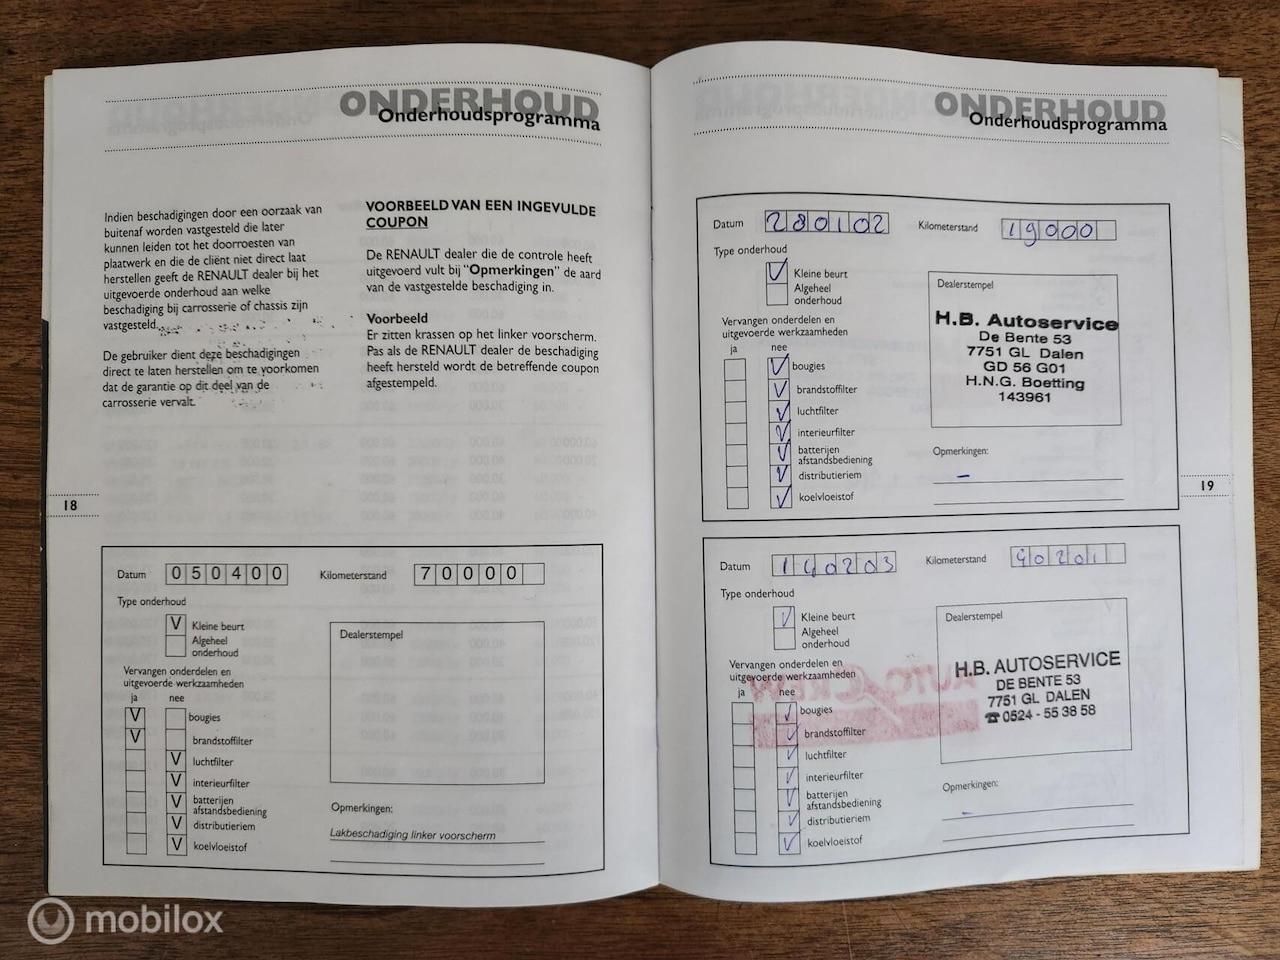 ONDERHOUD
Onderhoudsprogramma
Indien beschadigingen door een oorzaak van
buitenaf worden vastgesteld die later
kunnen leiden tot het doorroesten van
plaatwerk en die de cliënt niet direct laat
herstellen geeft de RENAULT dealer bij het
uitgevoerde onderhoud aan welke
beschadiging bij carrosserie of chassis zijn
vastgesteld.
De gebruiker dient deze beschadigingen
direct te laten herstellen om te voorkomen
dat de garantie op dit deel van de
carrosserie vervalt.
VOORBEELD VAN EEN INGEVULDE
COUPON
De RENAULT dealer die de controle heeft
uitgevoerd vult bij "Opmerkingen" de aard
van de vastgestelde beschadiging in.
Voorbeeld
Er zitten krassen op het linker voorscherm.
Pas als de RENAULT dealer de beschadiging
heeft hersteld wordt de betreffende coupon
afgestempeld.
18
Datum 050400 Kilometerstand 70000
Type onderhoud
V Kleine beurt
Algeheel
onderhoud
Vervangen onderdelen en
uitgevoerde werkzaamheden
ja nee
V bougies
V brandstoffilter
V luchtfilter
V interieurfilter
V batterijen
afstandsbediening
V distributieriem
V koelvloeistof
Dealerstempel
Opmerkingen:
Lakbeschadiging linker voorscherm
ONDERHOUD
Onderhoudsprogramma
Datum 280102 Kilometerstand 19000
Type onderhoud
Kleine beurt
Algeheel
onderhoud
Vervangen onderdelen en
uitgevoerde werkzaamheden
ja nee
bougies
brandstoffilter
luchtfilter
interieurfilter
batterijen
afstandsbediening
distributieriem
koelvloeistof
Dealerstempel
H.B. Autoservice
De Bente 53
7751 GL Dalen
GD 56 G01
H.N.G. Boetting
143961
Opmerkingen:
–
19
Datum 140203 Kilometerstand 40201
Type onderhoud
Kleine beurt
Algeheel
onderhoud
Vervangen onderdelen en
uitgevoerde werkzaamheden
ja nee
bougies
brandstoffilter
luchtfilter
interieurfilter
batterijen
afstandsbediening
distributieriem
koelvloeistof
Dealerstempel
H.B. AUTOSERVICE
DE BENTE 53
7751 GL DALEN
☎ 0524 - 55 38 58
Opmerkingen:
–
mobilox